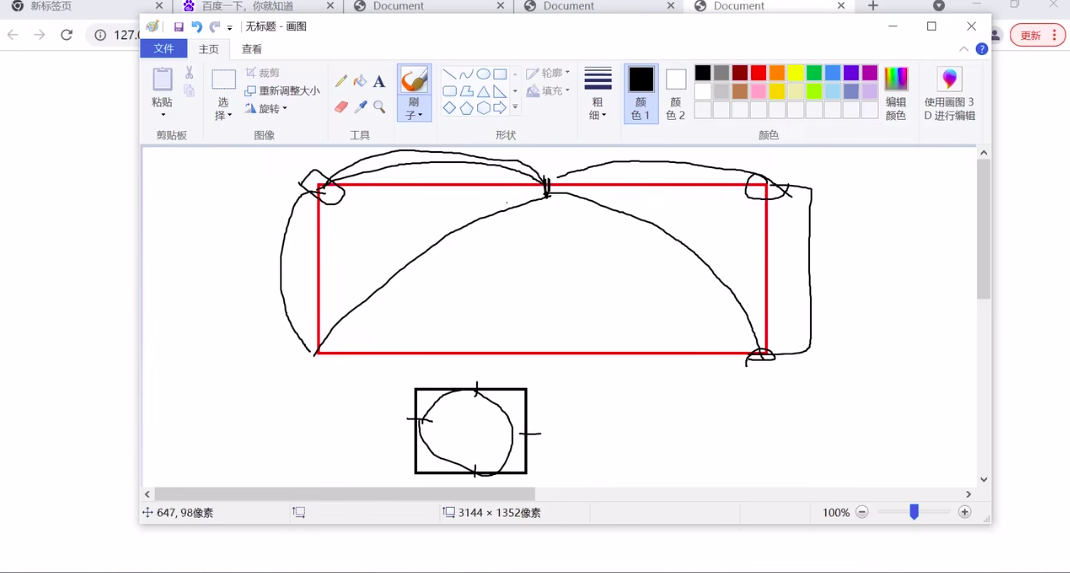 新标签页
百度一下，你就知道
Document
Document
Document
127.0
更新
无标题 - 画图
文件
主页
查看
粘贴
剪贴板
选择
裁剪
重新调整大小
旋转
图像
A
工具
刷子
轮廓
填充
形状
粗细
颜色 1
颜色 2
颜色
编辑颜色
使用画图 3D 进行编辑
647, 98像素
3144 × 1352像素
100%